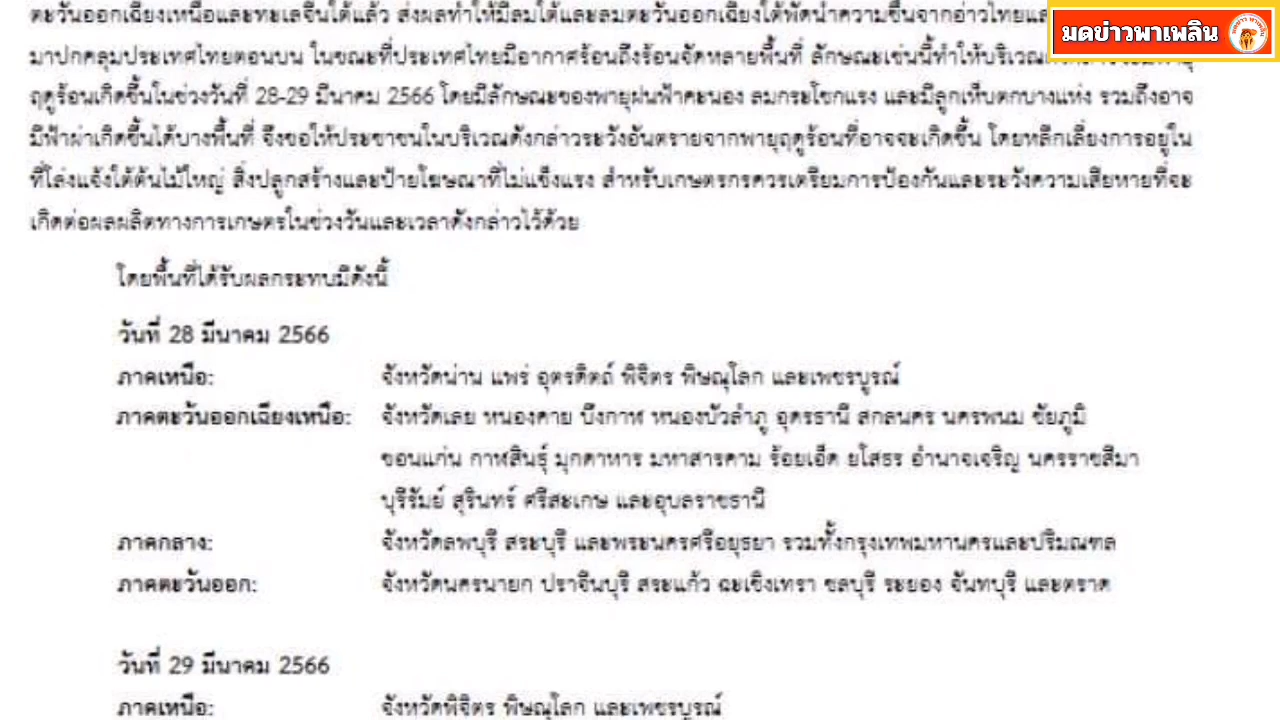 ตะวันออกเฉียงเหนือและทะเลจีนใต้แล้ว ส่งผลทำให้มีลมใต้และลมตะวันออกเฉียงใต้พัดนำความชื้นจากอ่าวไทยและ
มดข่าวพาเพลิน
มาปกคลุมประเทศไทยตอนบน ในขณะที่ประเทศไทยมีอากาศร้อนถึงร้อนจัดหลายพื้นที่ ลักษณะเช่นนี้ทำให้บริเวณ
ฤดูร้อนเกิดขึ้นในช่วงวันที่ 28-29 มีนาคม 2566 โดยมีลักษณะของพายุฝนฟ้าคะนอง ลมกระโชกแรง และมีลูกเห็บตกบางแห่ง รวมถึงอาจ
มีฟ้าผ่าเกิดขึ้นได้บางพื้นที่ จึงขอให้ประชาชนในบริเวณดังกล่าวระวังอันตรายจากพายุฤดูร้อนที่อาจจะเกิดขึ้น โดยหลีกเลี่ยงการอยู่ใน
ที่โล่งแจ้งใต้ต้นไม้ใหญ่ สิ่งปลูกสร้างและป้ายโฆษณาที่ไม่แข็งแรง สำหรับเกษตรกรควรเตรียมการป้องกันและระวังความเสียหายที่จะ
เกิดต่อผลผลิตทางการเกษตรในช่วงวันและเวลาดังกล่าวไว้ด้วย
โดยพื้นที่ได้รับผลกระทบมีดังนี้
วันที่ 28 มีนาคม 2566
ภาคเหนือ: จังหวัดน่าน แพร่ อุตรดิตถ์ พิจิตร พิษณุโลก และเพชรบูรณ์
ภาคตะวันออกเฉียงเหนือ: จังหวัดเลย หนองคาย บึงกาฬ หนองบัวลำภู อุดรธานี สกลนคร นครพนม ชัยภูมิ
ขอนแก่น กาฬสินธุ์ มุกดาหาร มหาสารคาม ร้อยเอ็ด ยโสธร อำนาจเจริญ นครราชสีมา
บุรีรัมย์ สุรินทร์ ศรีสะเกษ และอุบลราชธานี
ภาคกลาง: จังหวัดลพบุรี สระบุรี และพระนครศรีอยุธยา รวมทั้งกรุงเทพมหานครและปริมณฑล
ภาคตะวันออก: จังหวัดนครนายก ปราจีนบุรี สระแก้ว ฉะเชิงเทรา ชลบุรี ระยอง จันทบุรี และตราด
วันที่ 29 มีนาคม 2566
ภาคเหนือ: จังหวัดพิจิตร พิษณุโลก และเพชรบูรณ์